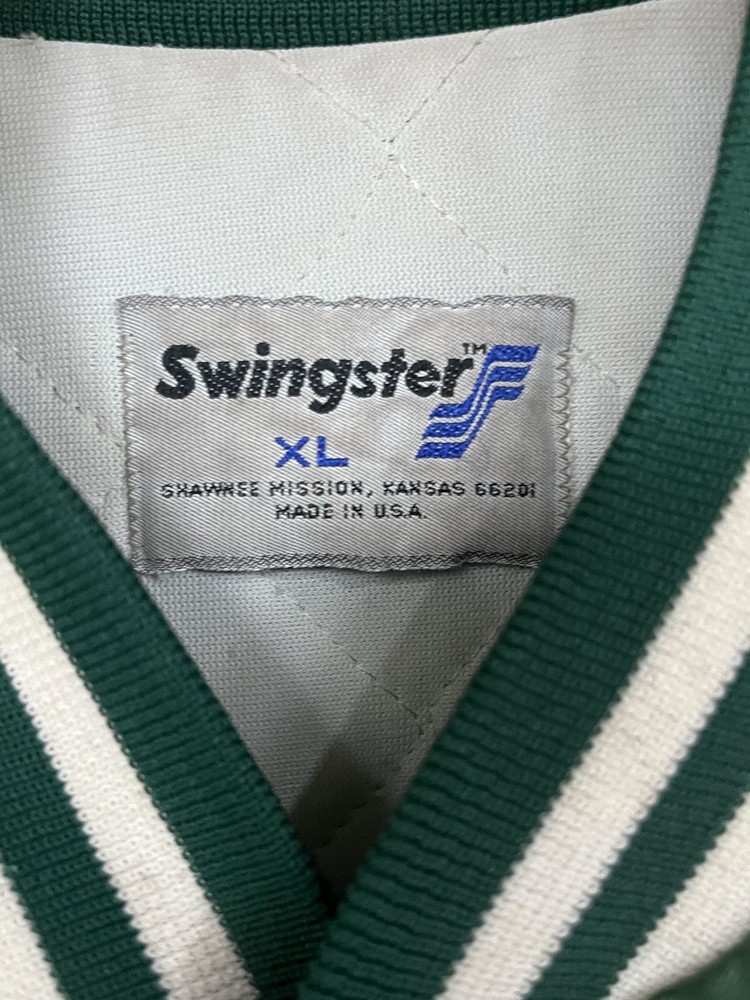 Swingster™
XL
SHAWNEE MISSION, KANSAS 66201
MADE IN U.S.A.